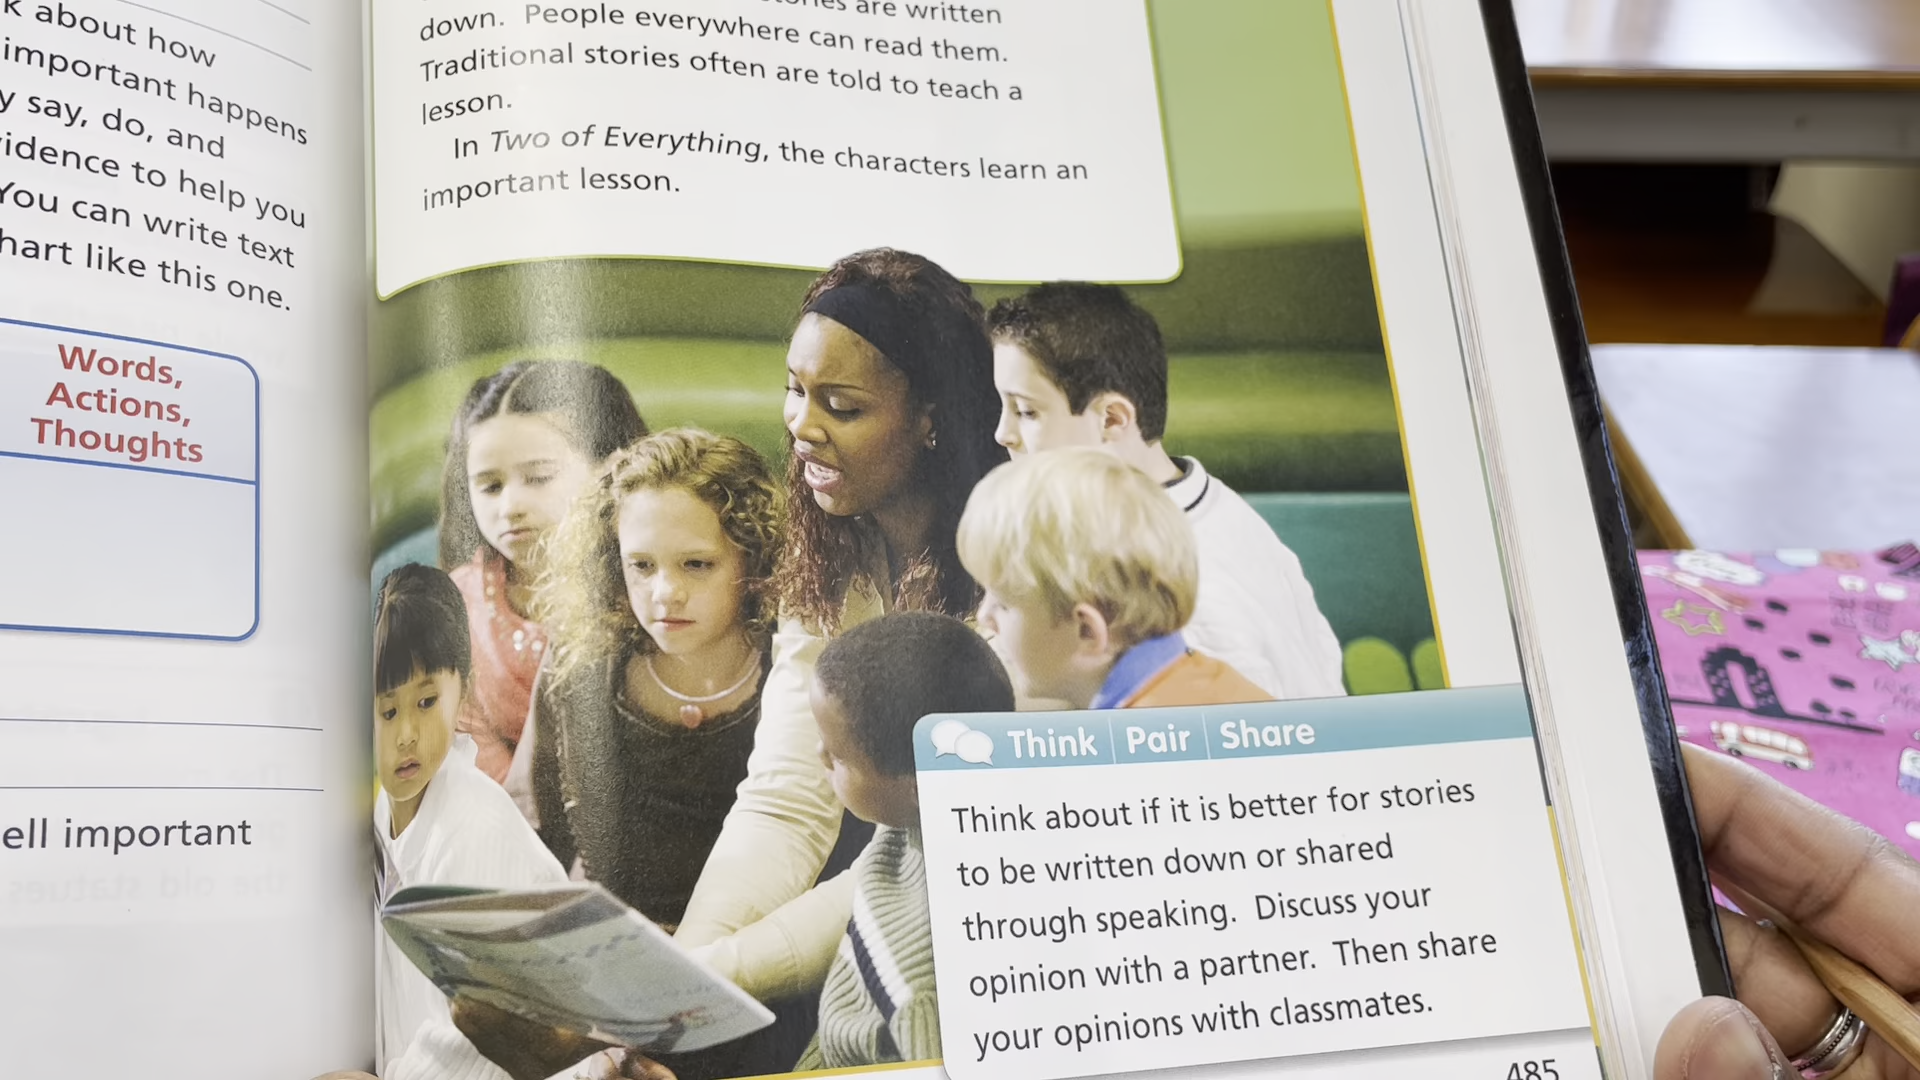 k about how
important happens
y say, do, and
idence to help you
You can write text
hart like this one.
Words,
Actions,
Thoughts
ell important
are written
down. People everywhere can read them.
Traditional stories often are told to teach a
lesson.
In Two of Everything, the characters learn an
important lesson.
Think Pair Share
Think about if it is better for stories
to be written down or shared
through speaking. Discuss your
opinion with a partner. Then share
your opinions with classmates.
485